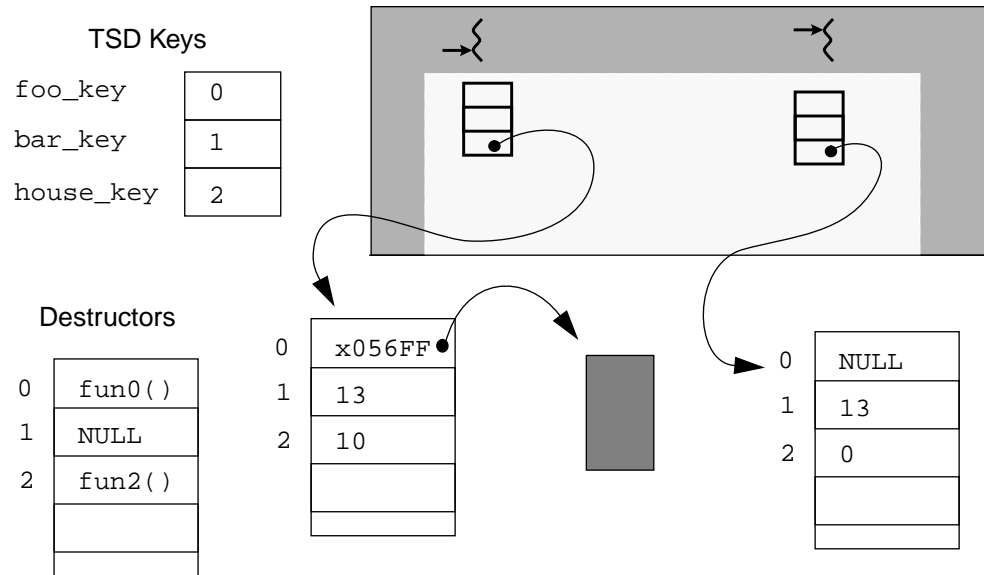 TSD Keys
foo_key 0
bar_key 1
house_key 2
Destructors
0 fun0()
1 NULL
2 fun2()
0 x056FF
1 13
2 10
0 NULL
1 13
2 0